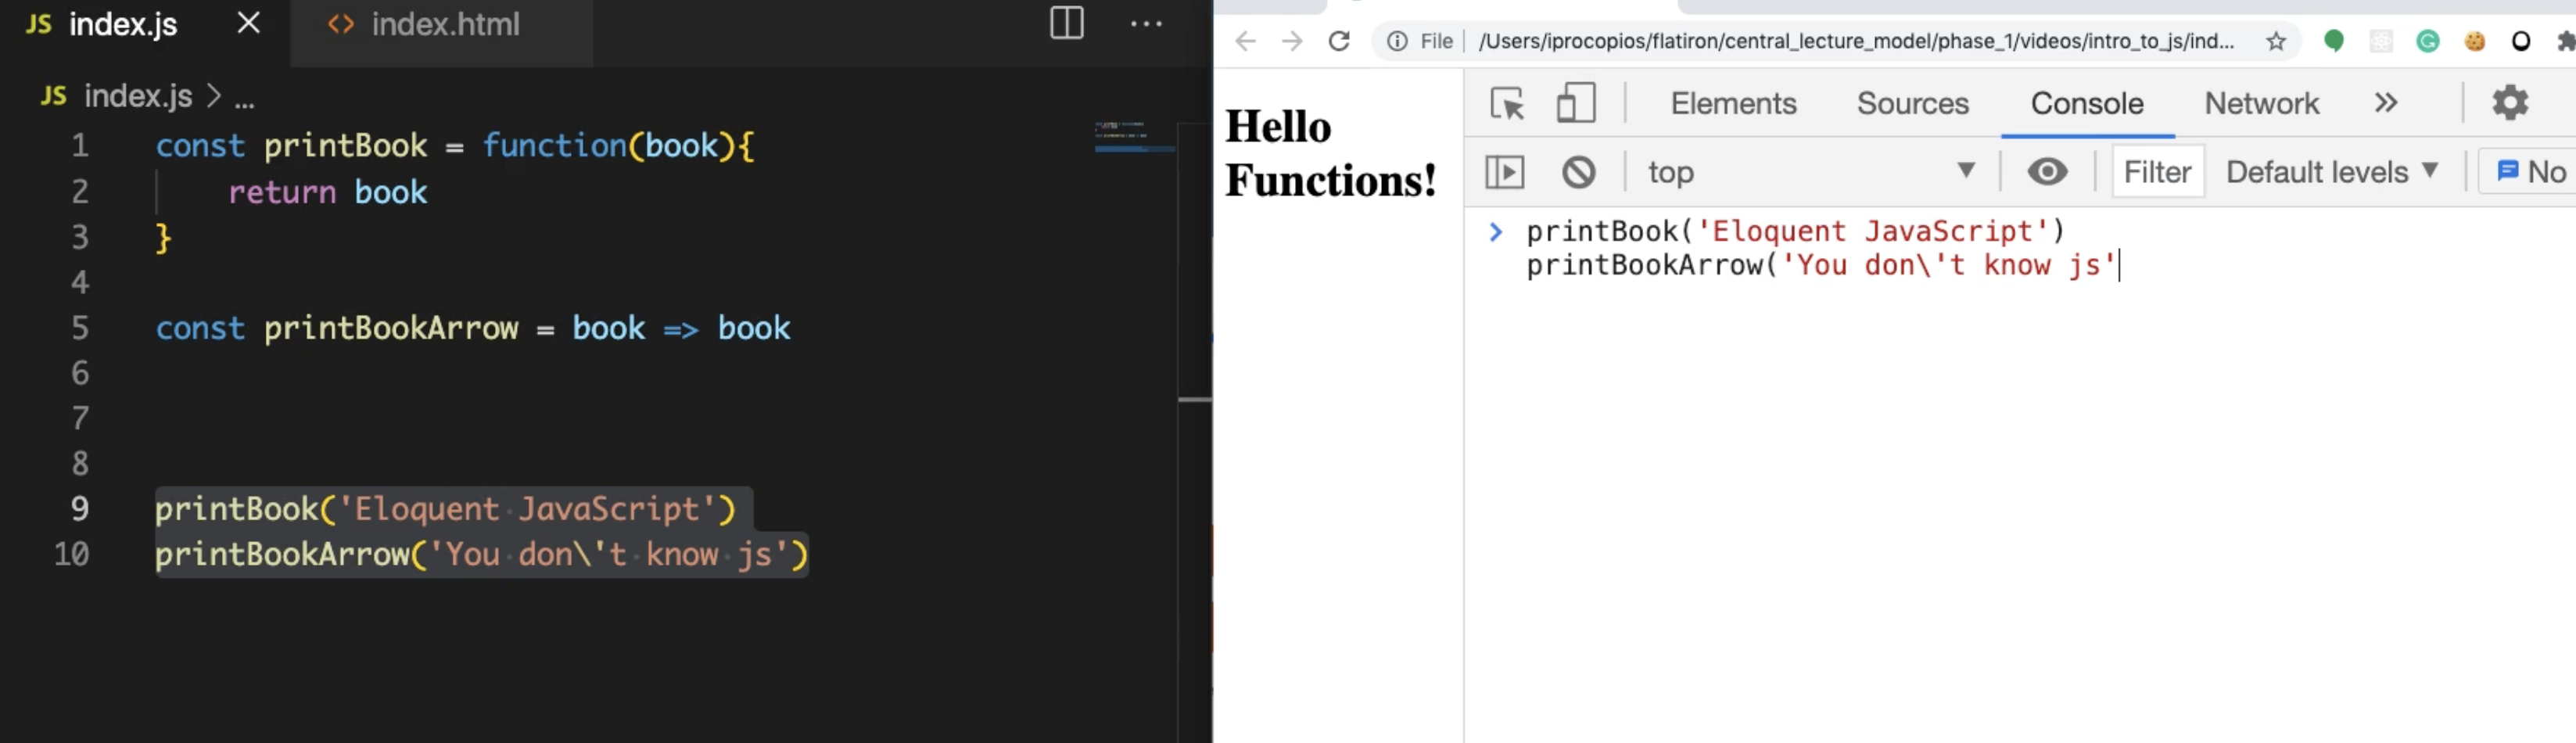 JS index.js × <> index.html ...
JS index.js > ...
1 const printBook = function(book){
2 return book
3 }
4
5 const printBookArrow = book => book
6
7
8
9 printBook('Eloquent JavaScript')
10 printBookArrow('You don\'t know js')
File /Users/iprocopios/flatiron/central_lecture_model/phase_1/videos/intro_to_js/ind...
Hello
Functions!
Elements Sources Console Network »
top Filter Default levels No
> printBook('Eloquent JavaScript')
printBookArrow('You don\'t know js'